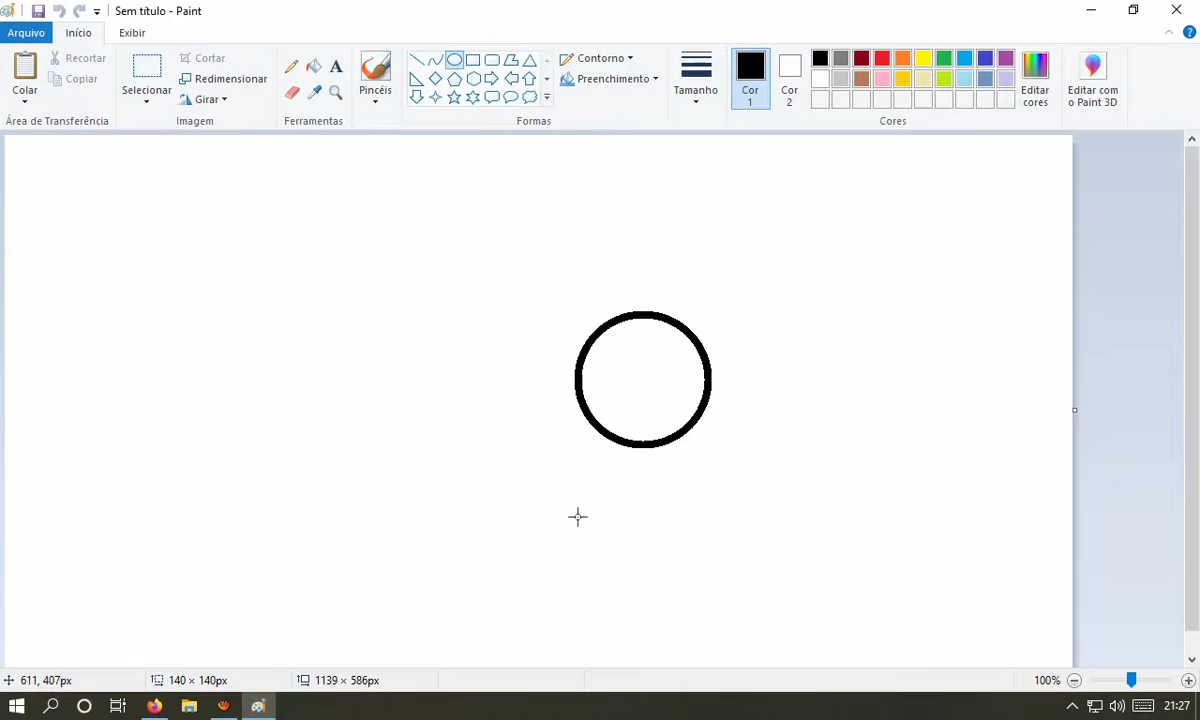 Sem título - Paint
Arquivo Início Exibir
Colar
Recortar
Copiar
Área de Transferência
Selecionar
Cortar
Redimensionar
Girar
Imagem
A
Ferramentas
Pincéis
Contorno
Preenchimento
Formas
Tamanho
Cor
1
Cor
2
Editar
cores
Cores
Editar com
o Paint 3D
611, 407px
140 × 140px
1139 × 586px
100%
21:27